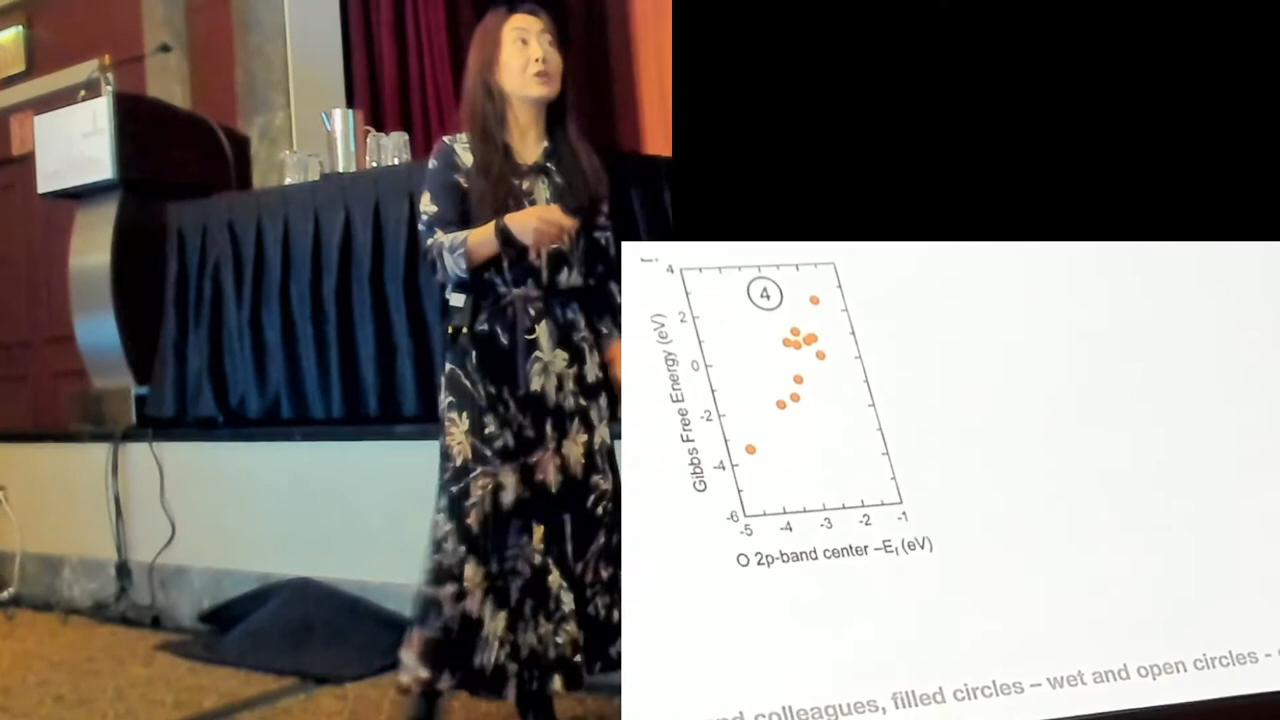 4
4
2
0
-2
-4
-6
-5 -4 -3 -2 -1
Gibbs Free Energy (eV)
O 2p-band center –Ef (eV)
colleagues, filled circles – wet and open circles -